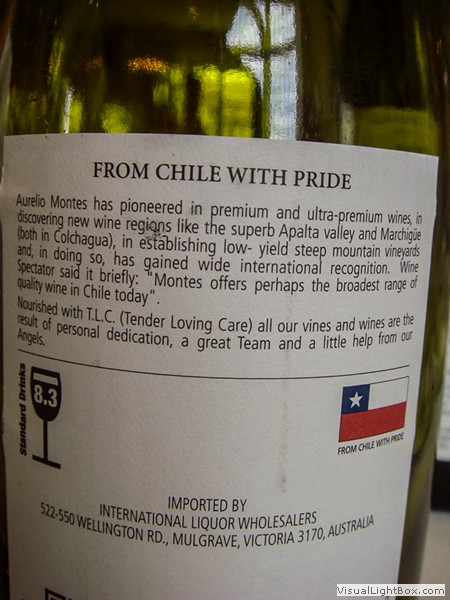 FROM CHILE WITH PRIDE
Aurelio Montes has pioneered in premium and ultra-premium wines, in
discovering new wine regions like the superb Apalta valley and Marchigüe
(both in Colchagua), in establishing low- yield steep mountain vineyards
and, in doing so, has gained wide international recognition. Wine
Spectator said it briefly: "Montes offers perhaps the broadest range of
quality wine in Chile today".
Nourished with T.L.C. (Tender Loving Care) all our vines and wines are the
result of personal dedication, a great Team and a little help from our
Angels.
Standard Drinks
8.3
FROM CHILE WITH PRIDE
IMPORTED BY
INTERNATIONAL LIQUOR WHOLESALERS
522-550 WELLINGTON RD., MULGRAVE, VICTORIA 3170, AUSTRALIA
VisualLightBox.com